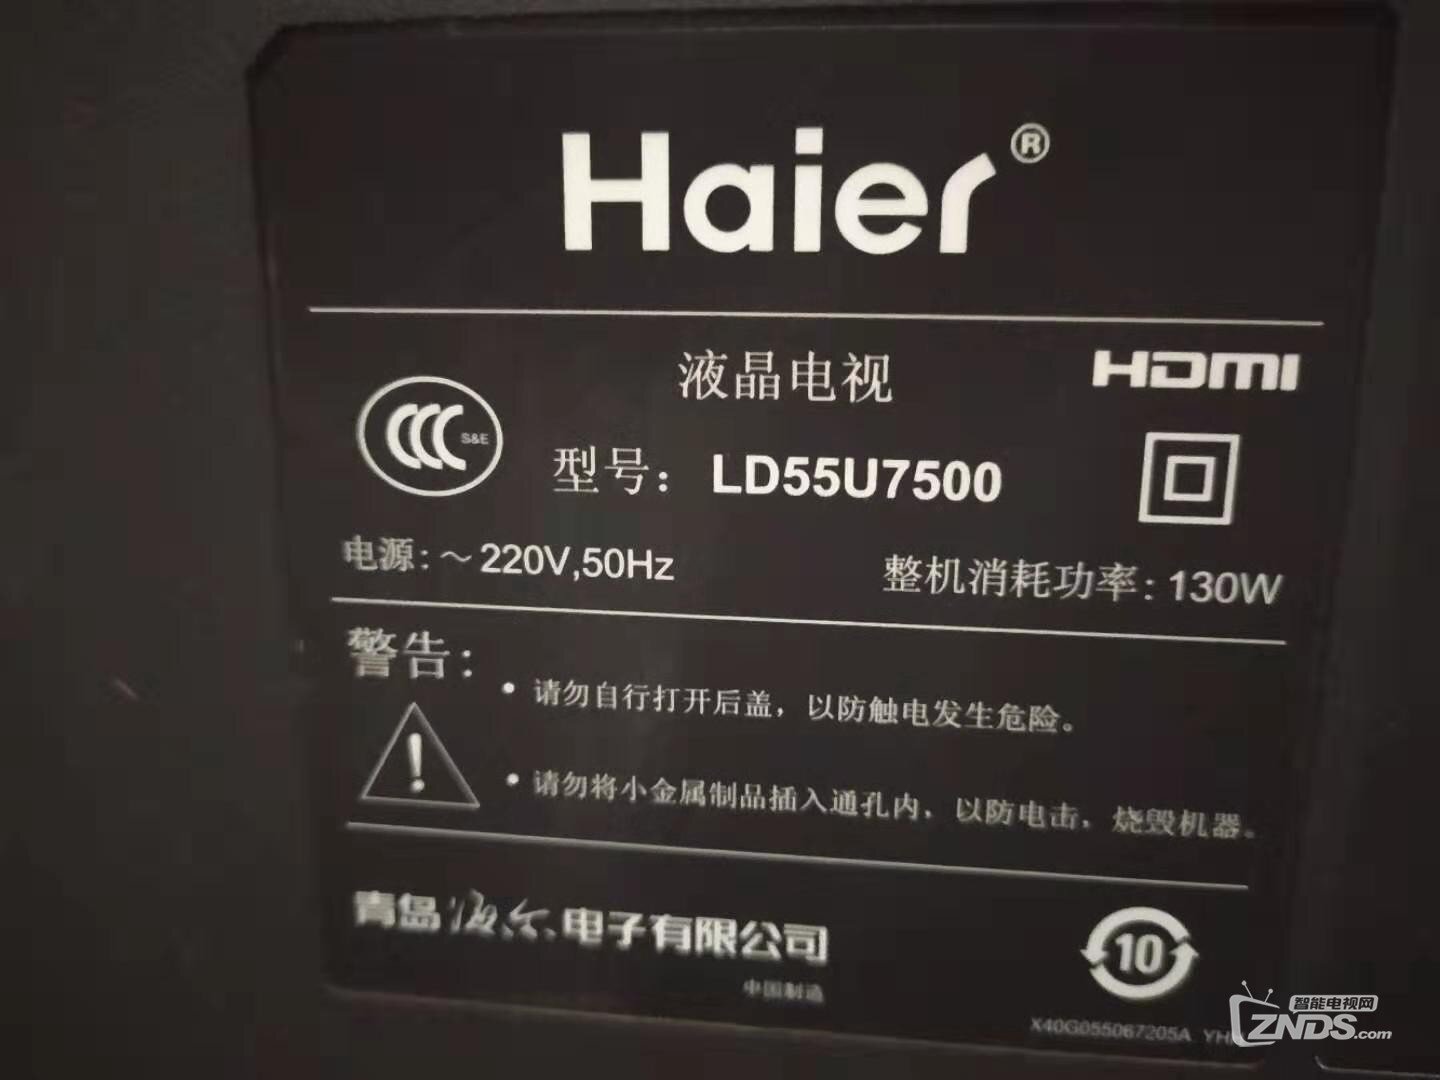 Haier®
液晶电视
HDMI
CCC S&E
型号：LD55U7500
电源:～220V,50Hz
整机消耗功率: 130W
警告：
• 请勿自行打开后盖，以防触电发生危险。
!
• 请勿将小金属制品插入通孔内，以防电击，烧毁机器。
青岛海尔电子有限公司
中国制造
10
X40G055067205A YH
智能电视网
ZNDS.com